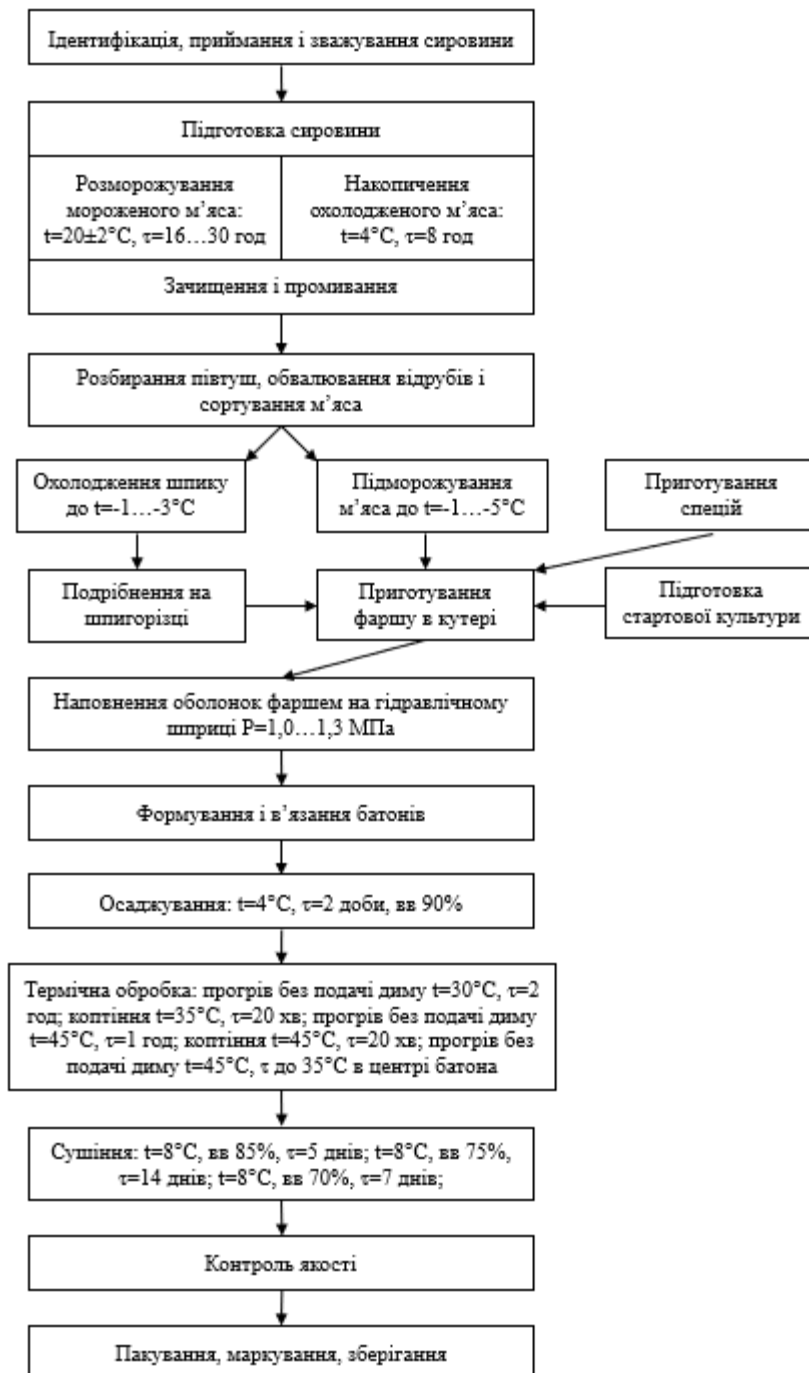 Ідентифікація, приймання і зважування сировини
Підготовка сировини
Розморожування
мороженого м’яса:
t=20±2°C, τ=16…30 год
Накопичення
охолодженого м’яса:
t=4°C, τ=8 год
Зачищення і промивання
Розбирання півтуш, обвалювання відрубів і
сортування м’яса
Охолодження шпику
до t=-1…-3°C
Підморожування
м’яса до t=-1…-5°C
Приготування
спецій
Подрібнення на
шпигорізці
Приготування
фаршу в кутері
Підготовка
стартової культури
Наповнення оболонок фаршем на гідравлічному
шприці P=1,0…1,3 МПа
Формування і в’язання батонів
Осаджування: t=4°C, τ=2 доби, вв 90%
Термічна обробка: прогрів без подачі диму t=30°C, τ=2
год; коптіння t=35°C, τ=20 хв; прогрів без подачі диму
t=45°C, τ=1 год; коптіння t=45°C, τ=20 хв; прогрів без
подачі диму t=45°C, τ до 35°C в центрі батона
Сушіння: t=8°C, вв 85%, τ=5 днів; t=8°C, вв 75%,
τ=14 днів; t=8°C, вв 70%, τ=7 днів;
Контроль якості
Пакування, маркування, зберігання